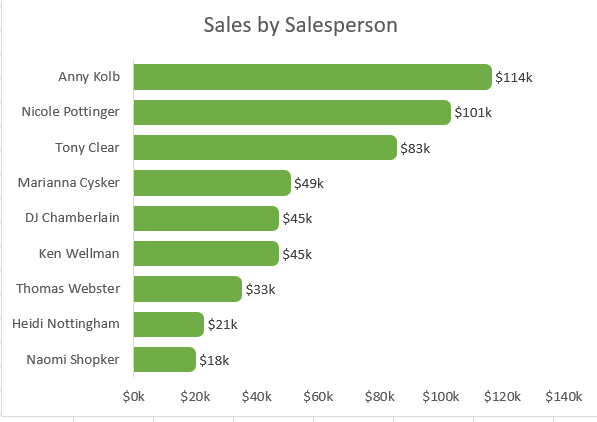 Sales by Salesperson
Anny Kolb $114k
Nicole Pottinger $101k
Tony Clear $83k
Marianna Cysker $49k
DJ Chamberlain $45k
Ken Wellman $45k
Thomas Webster $33k
Heidi Nottingham $21k
Naomi Shopker $18k
$0k $20k $40k $60k $80k $100k $120k $140k